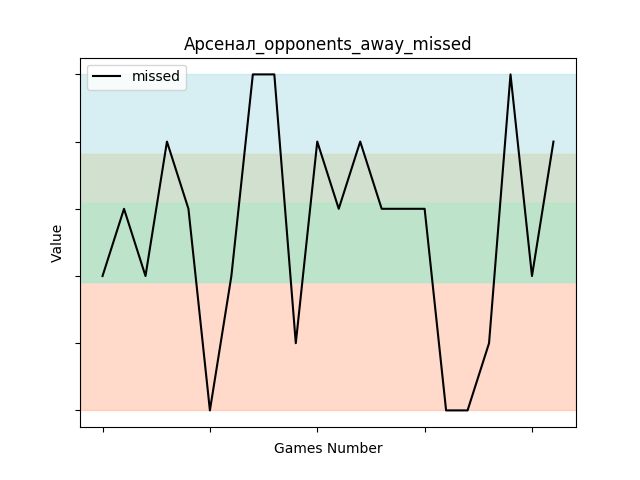 Арсенал_opponents_away_missed
missed
Value
Games Number